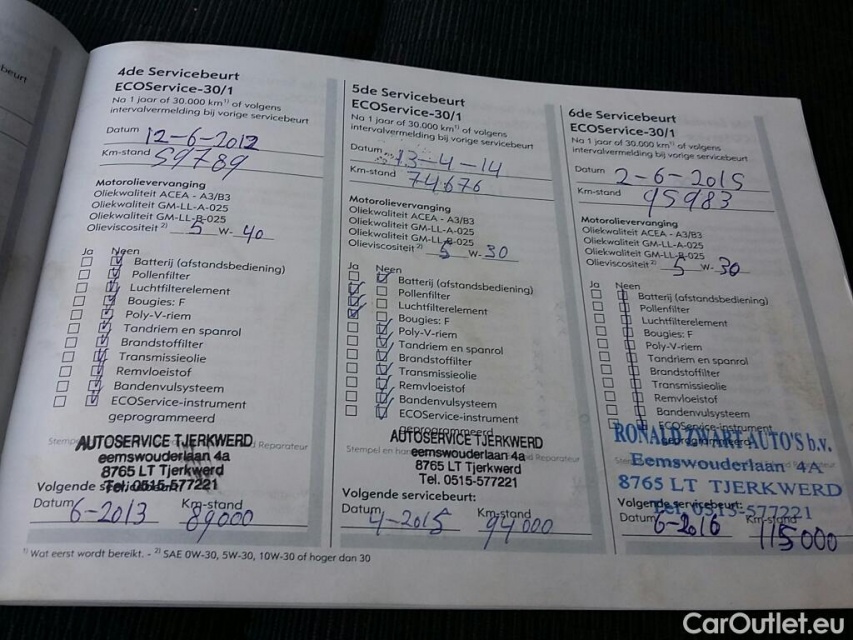 beurt
4de Servicebeurt
ECOService-30/1
Na 1 jaar of 30.000 km¹⁾ of volgens
intervalvermelding bij vorige servicebeurt
Datum 12-6-2012
Km-stand 59789
Motorolievervanging
Oliekwaliteit ACEA - A3/B3
Oliekwaliteit GM-LL-A-025
Oliekwaliteit GM-LL-B-025
Olieviscositeit ²⁾ 5 W- 40
Ja Neen
Batterij (afstandsbediening)
Pollenfilter
Luchtfilterelement
Bougies: F
Poly-V-riem
Tandriem en spanrol
Brandstoffilter
Transmissieolie
Remvloeistof
Bandenvulsysteem
ECOService-instrument
geprogrammeerd
Reparateur
AUTOSERVICE TJERKWERD
eemswouderlaan 4a
8765 LT Tjerkwerd
Tel. 0515-577221
Volgende servicebeurt:
Datum 6-2013 Km-stand 89000
5de Servicebeurt
ECOService-30/1
Na 1 jaar of 30.000 km¹⁾ of volgens
intervalvermelding bij vorige servicebeurt
Datum 13-4-14
Km-stand 74676
Motorolievervanging
Oliekwaliteit ACEA - A3/B3
Oliekwaliteit GM-LL-A-025
Oliekwaliteit GM-LL-B-025
Olieviscositeit ²⁾ 5 W- 30
Ja Neen
Batterij (afstandsbediening)
Pollenfilter
Luchtfilterelement
Bougies: F
Poly-V-riem
Tandriem en spanrol
Brandstoffilter
Transmissieolie
Remvloeistof
Bandenvulsysteem
ECOService-instrument
geprogrammeerd
Stempel en Reparateur
AUTOSERVICE TJERKWERD
eemswouderlaan 4a
8765 LT Tjerkwerd
Tel. 0515-577221
Volgende servicebeurt:
Datum 4-2015 Km-stand 94000
6de Servicebeurt
ECOService-30/1
Na 1 jaar of 30.000 km¹⁾ of volgens
intervalvermelding bij vorige servicebeurt
Datum 2-6-2015
Km-stand 95983
Motorolievervanging
Oliekwaliteit ACEA - A3/B3
Oliekwaliteit GM-LL-A-025
Oliekwaliteit GM-LL-B-025
Olieviscositeit ²⁾ 5 W- 30
Ja Neen
Batterij (afstandsbediening)
Pollenfilter
Luchtfilterelement
Bougies: F
Poly-V-riem
Tandriem en spanrol
Brandstoffilter
Transmissieolie
Remvloeistof
Bandenvulsysteem
ECOService-instrument
geprogrammeerd
RONALD ZWART AUTO'S b.v.
Eemswouderlaan 4A
8765 LT TJERKWERD
Tel. 0515-577221
Volgende servicebeurt:
Datum 6-2016 Km-stand 115000
¹⁾ Wat eerst wordt bereikt. - ²⁾ SAE 0W-30, 5W-30, 10W-30 of hoger dan 30
CarOutlet.eu